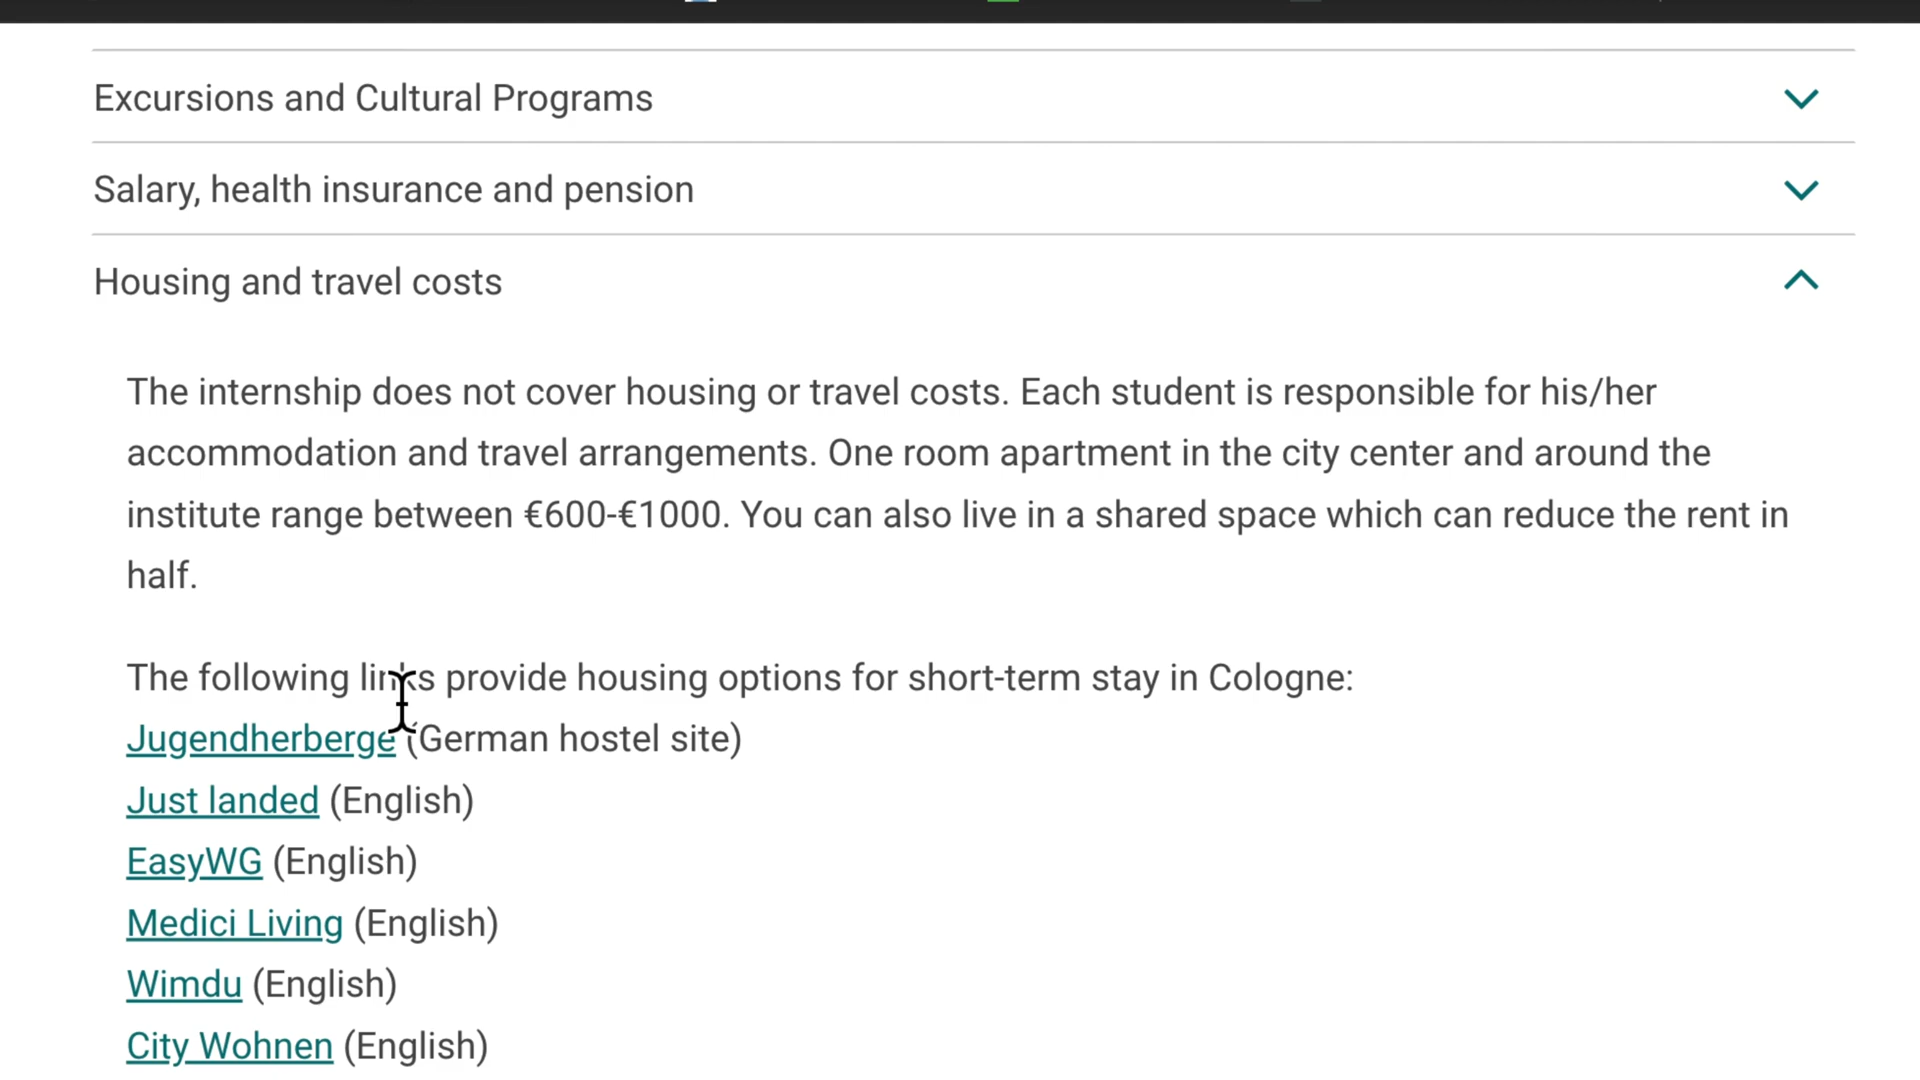 Excursions and Cultural Programs
Salary, health insurance and pension
Housing and travel costs
The internship does not cover housing or travel costs. Each student is responsible for his/her
accommodation and travel arrangements. One room apartment in the city center and around the
institute range between €600-€1000. You can also live in a shared space which can reduce the rent in
half.
The following links provide housing options for short-term stay in Cologne:
Jugendherberge (German hostel site)
Just landed (English)
EasyWG (English)
Medici Living (English)
Wimdu (English)
City Wohnen (English)